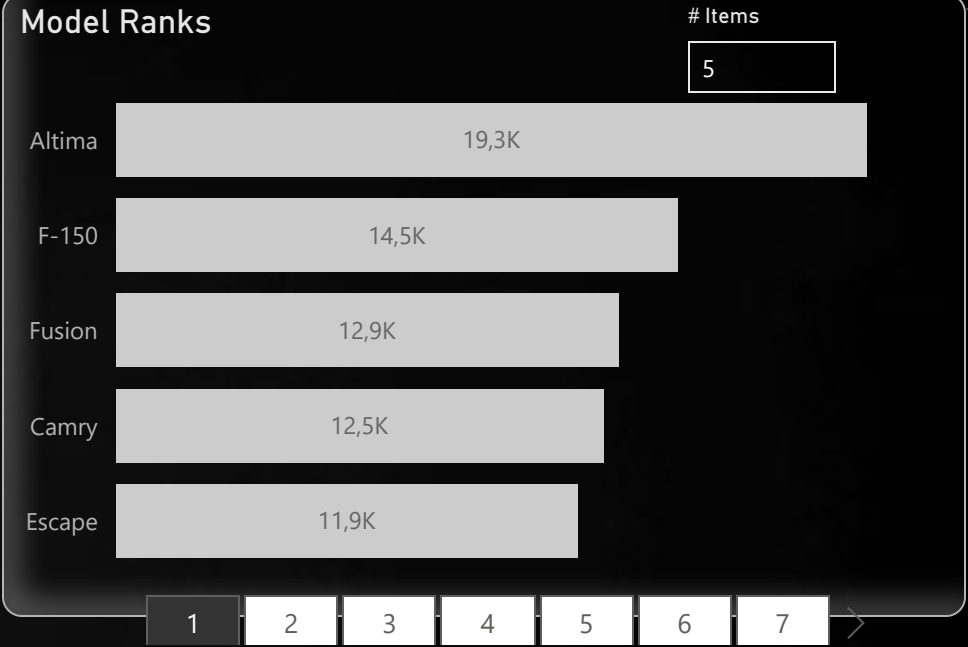 Model Ranks
# Items
5
Altima 19,3K
F-150 14,5K
Fusion 12,9K
Camry 12,5K
Escape 11,9K
1 2 3 4 5 6 7